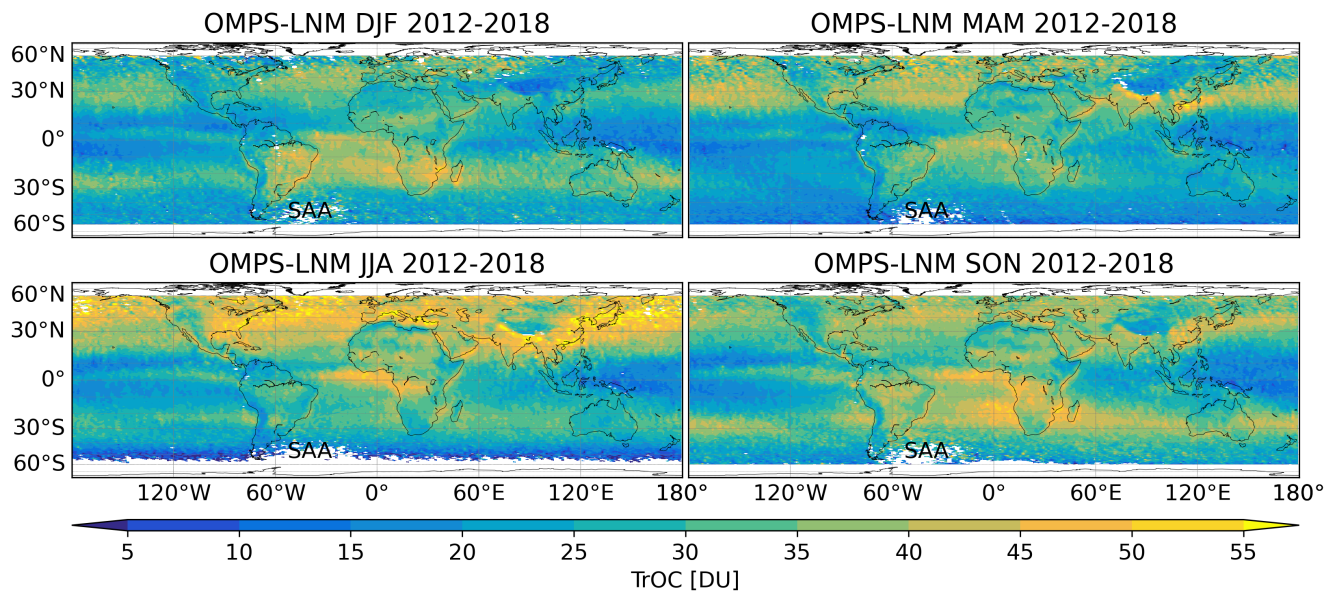 OMPS-LNM DJF 2012-2018
OMPS-LNM MAM 2012-2018
60°N
30°N
0°
30°S
60°S
SAA
SAA
OMPS-LNM JJA 2012-2018
OMPS-LNM SON 2012-2018
60°N
30°N
0°
30°S
60°S
SAA
SAA
120°W 60°W 0° 60°E 120°E 180° 120°W 60°W 0° 60°E 120°E 180°
5 10 15 20 25 30 35 40 45 50 55
TrOC [DU]